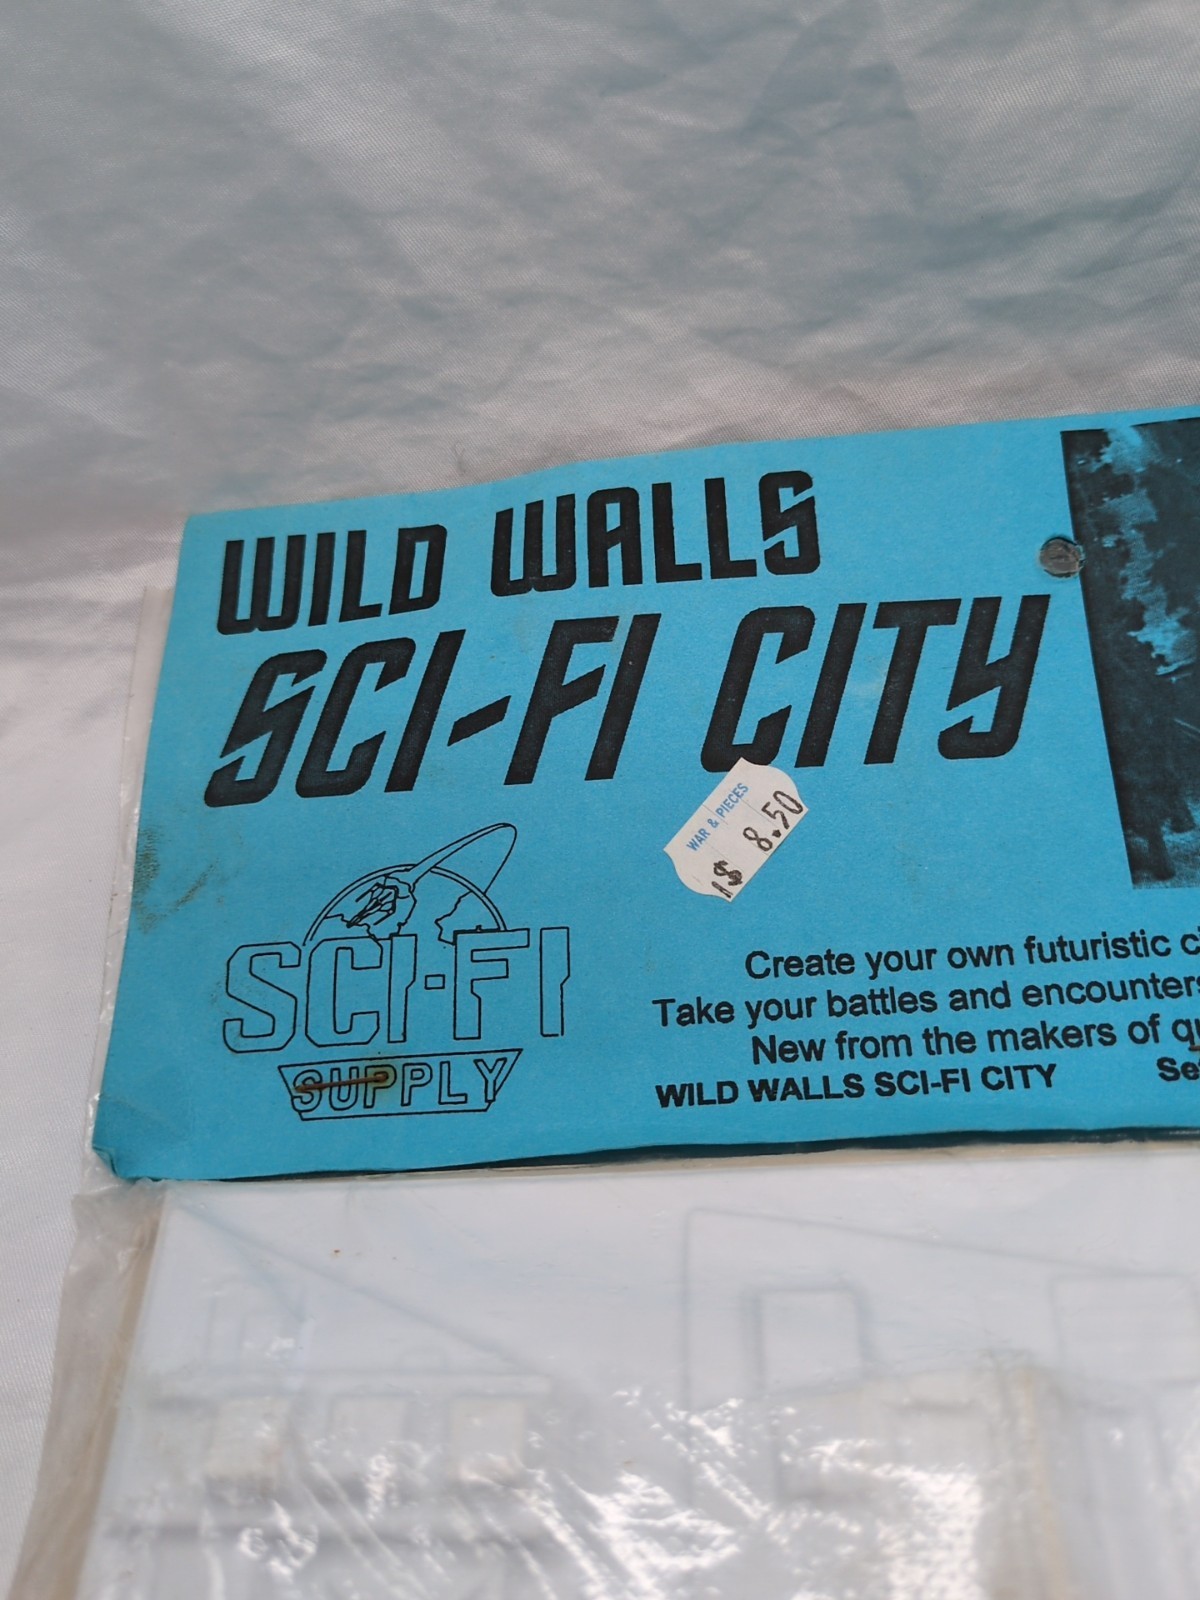 WILD WALLS
SCI-FI CITY
WAR & PIECES
$ 8.50
SCI-FI
SUPPLY
Create your own futuristic
Take your battles and encounters
New from the makers of
WILD WALLS SCI-FI CITY